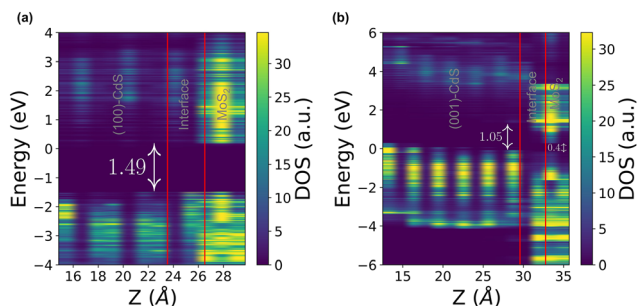 (a)
(b)
4
3
2
1
0
−1
−2
−3
−4
Energy (eV)
16 18 20 22 24 26 28
Z (Å)
(100)-CdS
Interface
MoS2
1.49
30
25
20
15
10
5
0
DOS (a.u.)
6
4
2
0
−2
−4
−6
Energy (eV)
15 20 25 30 35
Z (Å)
(001)-CdS
Interface
MoS2
1.05
0.4
30
25
20
15
10
5
0
DOS (a.u.)